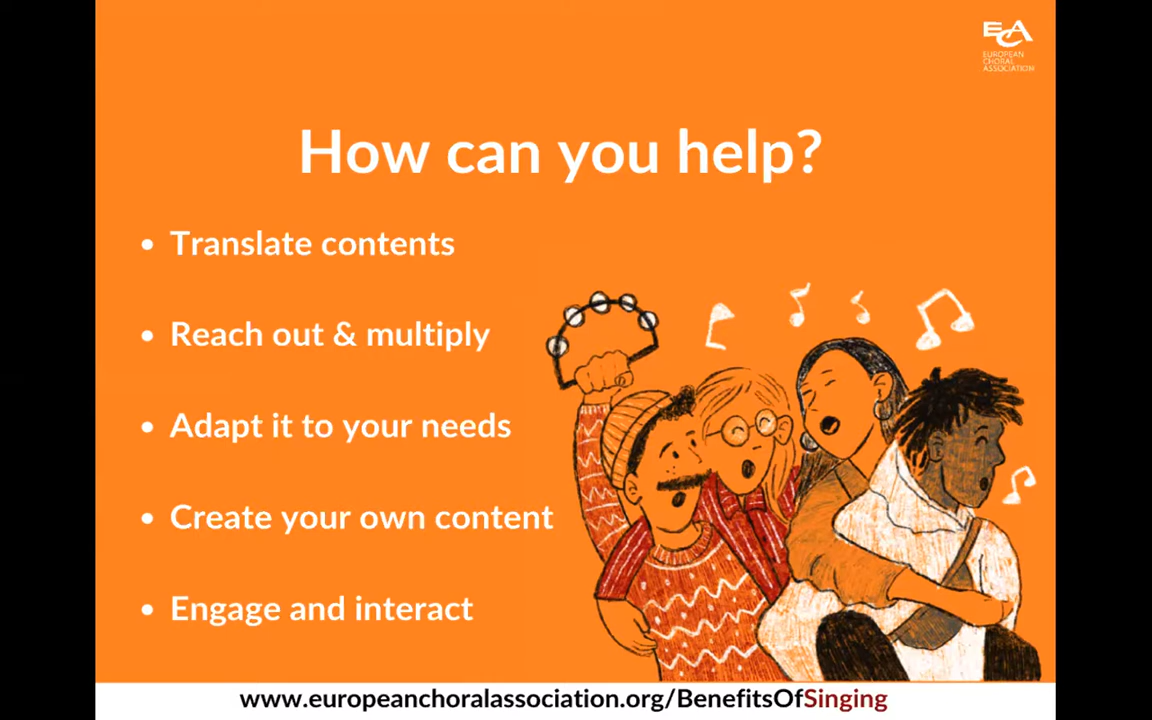 ECA
EUROPEAN
CHORAL
ASSOCIATION
How can you help?
• Translate contents
• Reach out & multiply
• Adapt it to your needs
• Create your own content
• Engage and interact
www.europeanchoralassociation.org/BenefitsOfSinging